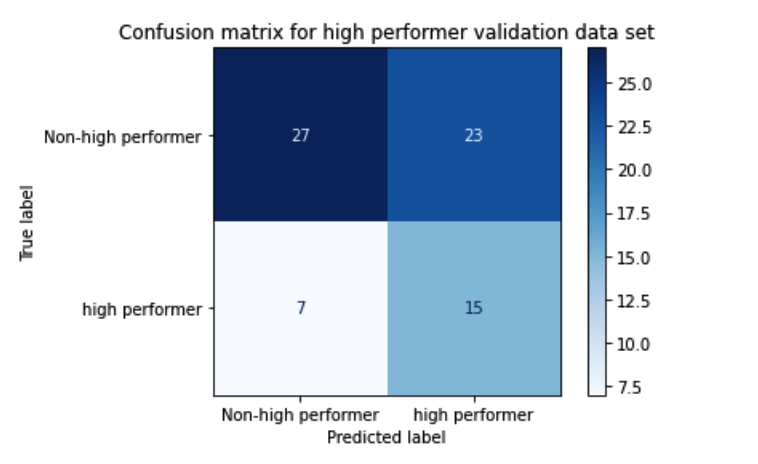 Confusion matrix for high performer validation data set
True label
Non-high performer
27
23
high performer
7
15
Non-high performer
high performer
Predicted label
25.0
22.5
20.0
17.5
15.0
12.5
10.0
7.5